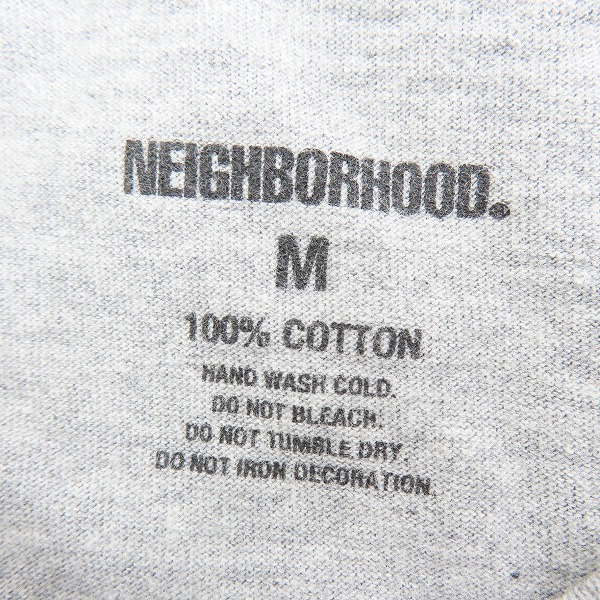 NEIGHBORHOOD.
M
100% COTTON
HAND WASH COLD.
DO NOT BLEACH.
DO NOT TUMBLE DRY.
DO NOT IRON DECORATION.